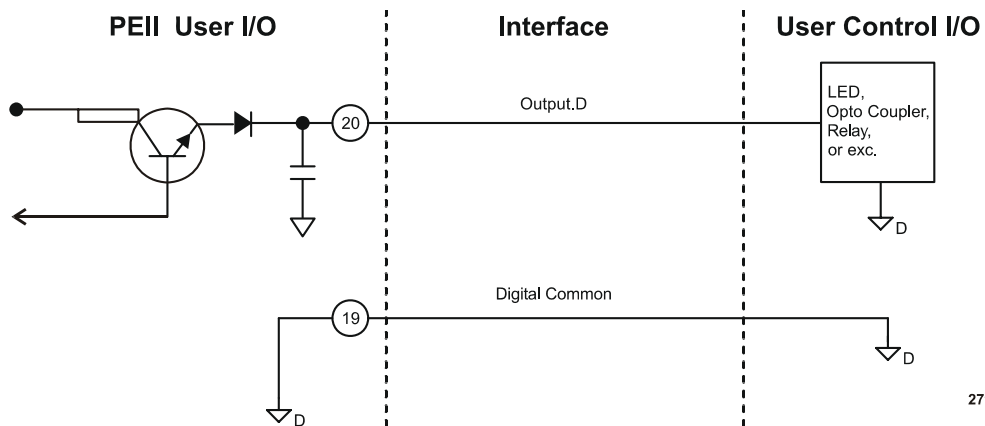 PEII User I/O
Interface
User Control I/O
Output.D
20
LED,
Opto Coupler,
Relay,
or exc.
D
Digital Common
19
D
D
27